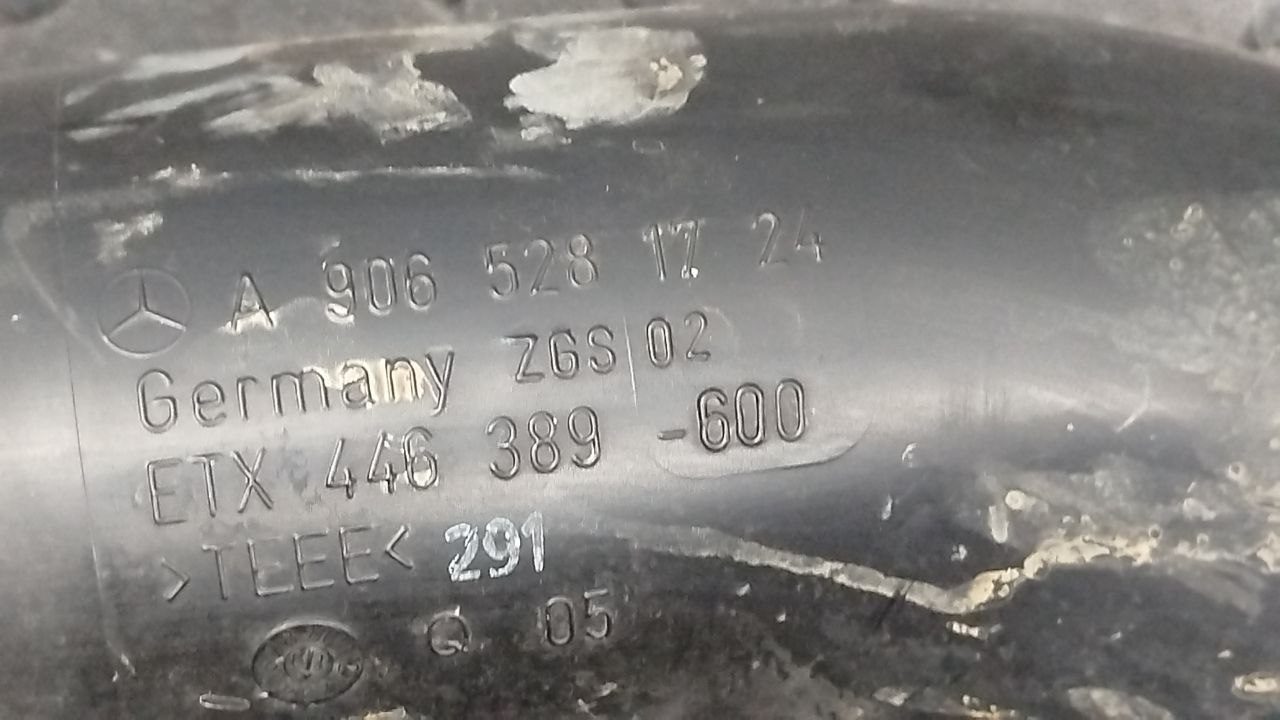 A 906 528 17 24
Germany ZGS 02
ETX 446 389 -600
>TEEE< 291
Q 05